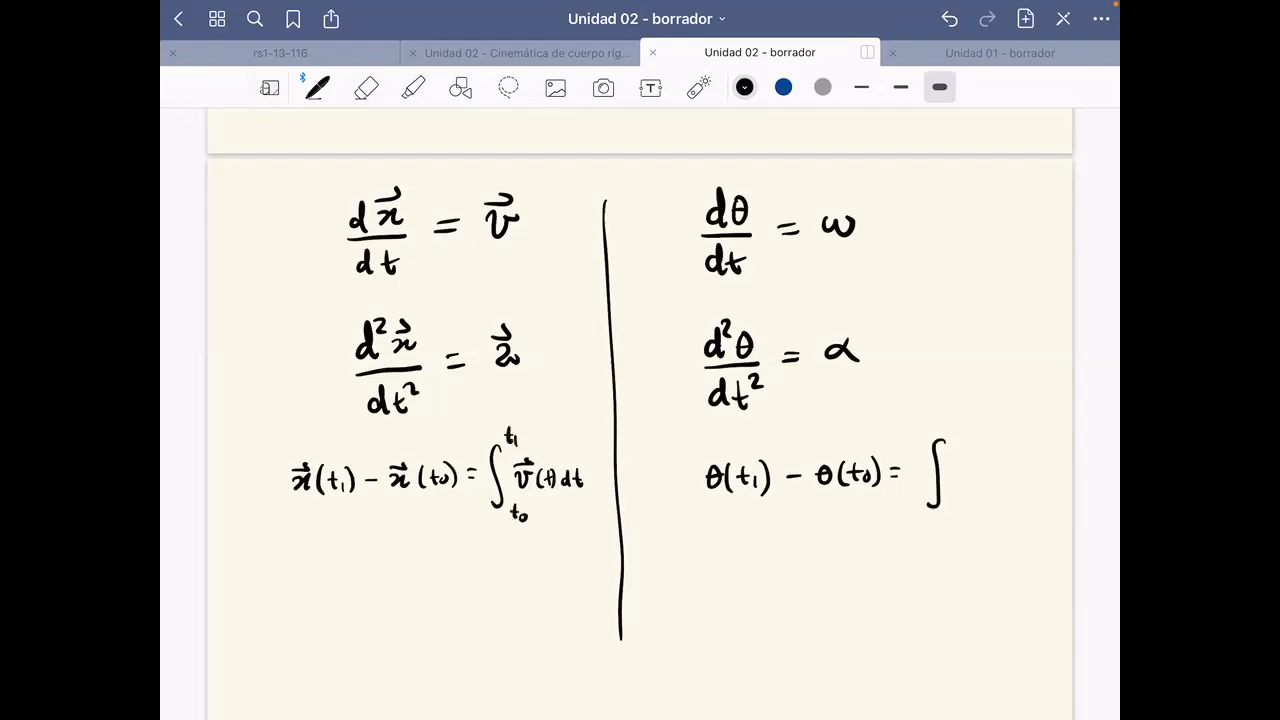 Unidad 02 - borrador
rs1-13-116
Unidad 02 - Cinemática de cuerpo ríg...
Unidad 02 - borrador
Unidad 01 - borrador
dx⃗/dt = v⃗
dθ/dt = ω
d²x⃗/dt² = a⃗
d²θ/dt² = α
x⃗(t₁) - x⃗(t₀) = ∫_{t₀}^{t₁} v⃗(t) dt
θ(t₁) - θ(t₀) = ∫